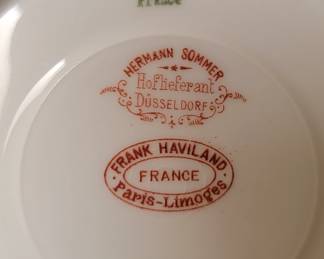 HERMANN SOMMER
Hoflieferant
DÜSSELDORF
FRANK HAVILAND
FRANCE
Paris-Limoges